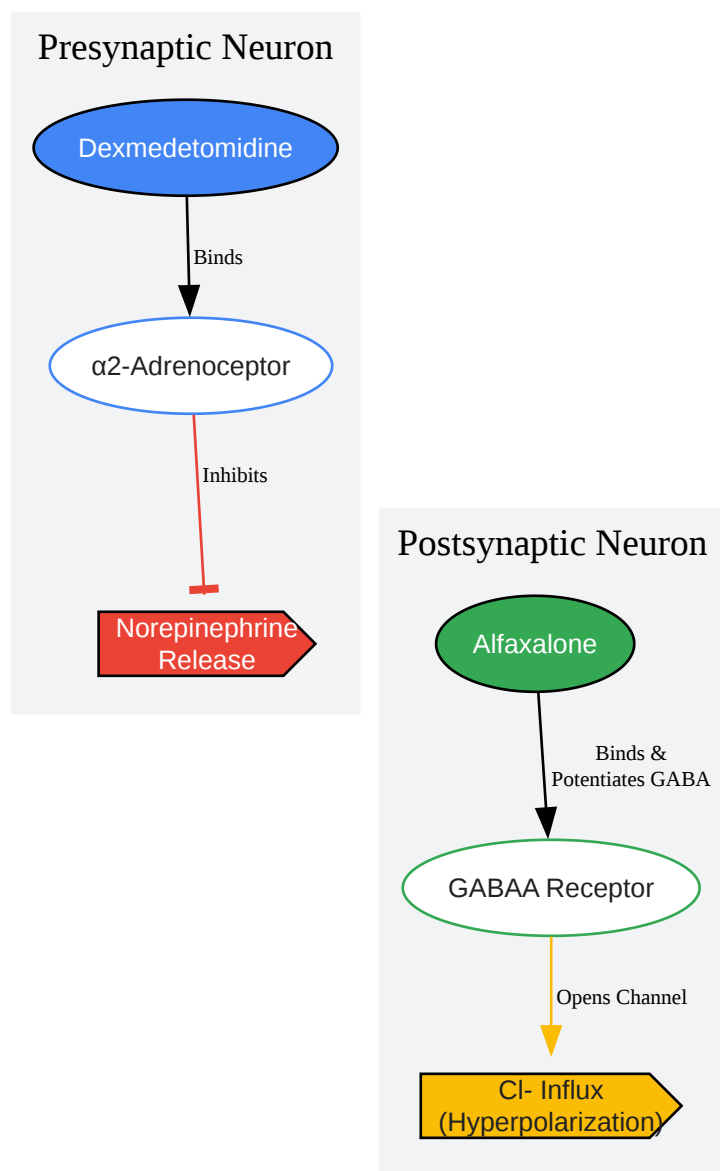 Presynaptic Neuron
Dexmedetomidine
Binds
α2-Adrenoceptor
Inhibits
Norepinephrine
Release
Postsynaptic Neuron
Alfaxalone
Binds &
Potentiates GABA
GABAA Receptor
Opens Channel
Cl- Influx
(Hyperpolarization)